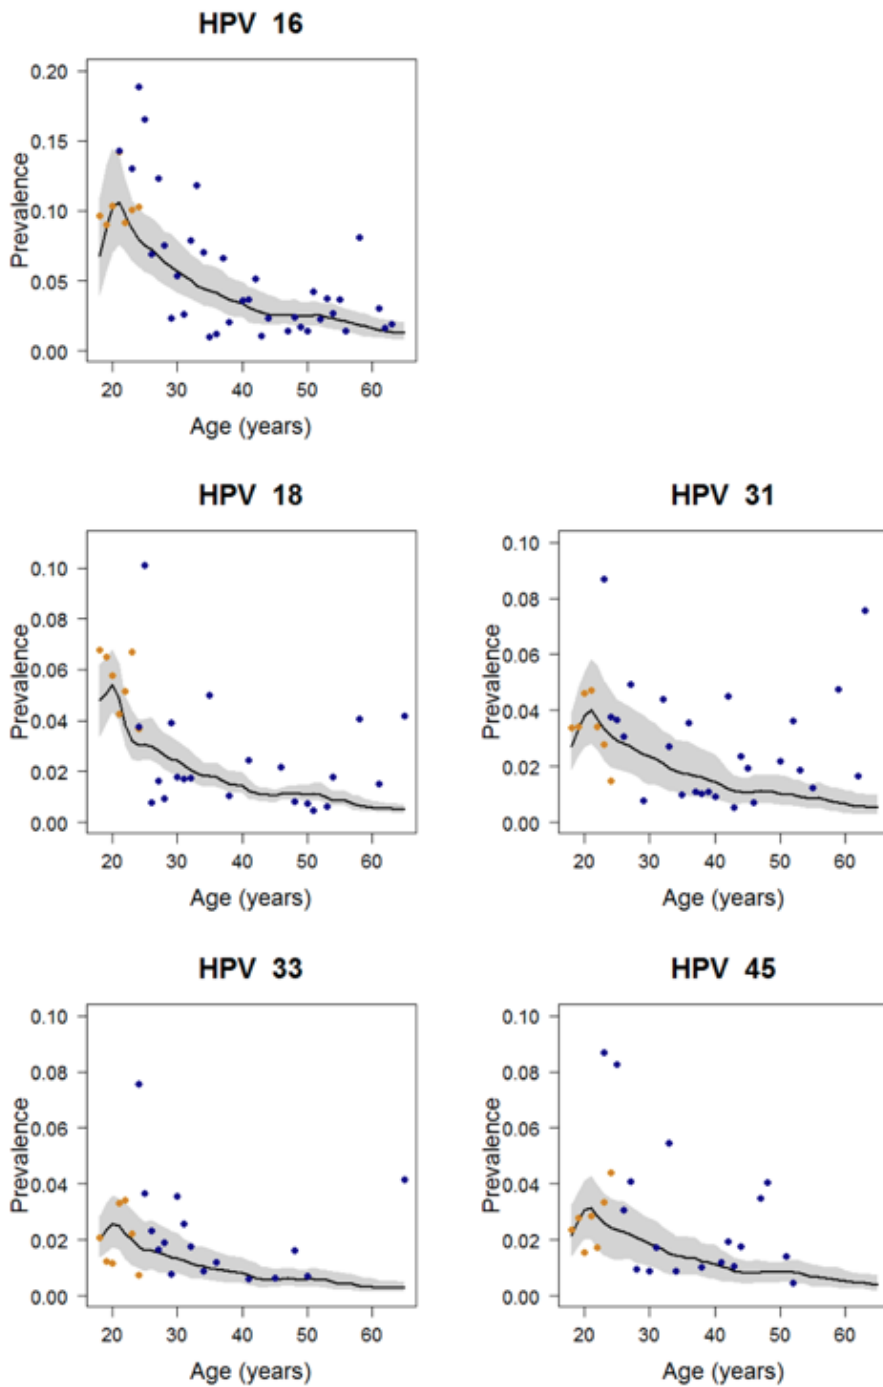 HPV 16
Prevalence
0.20
0.15
0.10
0.05
0.00
20 30 40 50 60
Age (years)
HPV 18
Prevalence
0.10
0.08
0.06
0.04
0.02
0.00
20 30 40 50 60
Age (years)
HPV 31
Prevalence
0.10
0.08
0.06
0.04
0.02
0.00
20 30 40 50 60
Age (years)
HPV 33
Prevalence
0.10
0.08
0.06
0.04
0.02
0.00
20 30 40 50 60
Age (years)
HPV 45
Prevalence
0.10
0.08
0.06
0.04
0.02
0.00
20 30 40 50 60
Age (years)